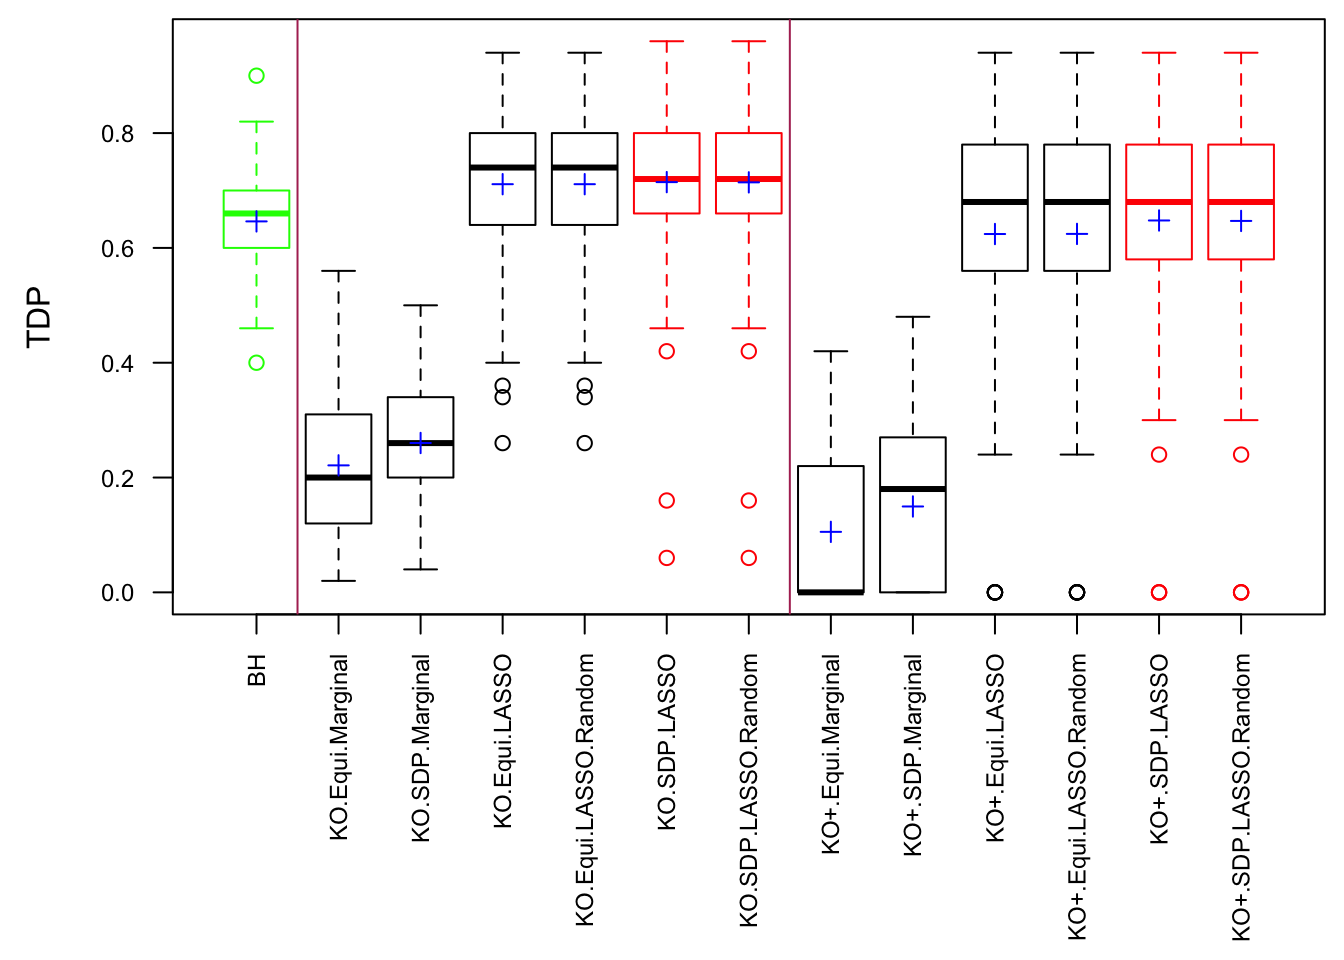 TDP
0.8
0.6
0.4
0.2
0.0
BH
KO.Equi.Marginal
KO.SDP.Marginal
KO.Equi.LASSO
KO.Equi.LASSO.Random
KO.SDP.LASSO
KO.SDP.LASSO.Random
KO+.Equi.Marginal
KO+.SDP.Marginal
KO+.Equi.LASSO
KO+.Equi.LASSO.Random
KO+.SDP.LASSO
KO+.SDP.LASSO.Random